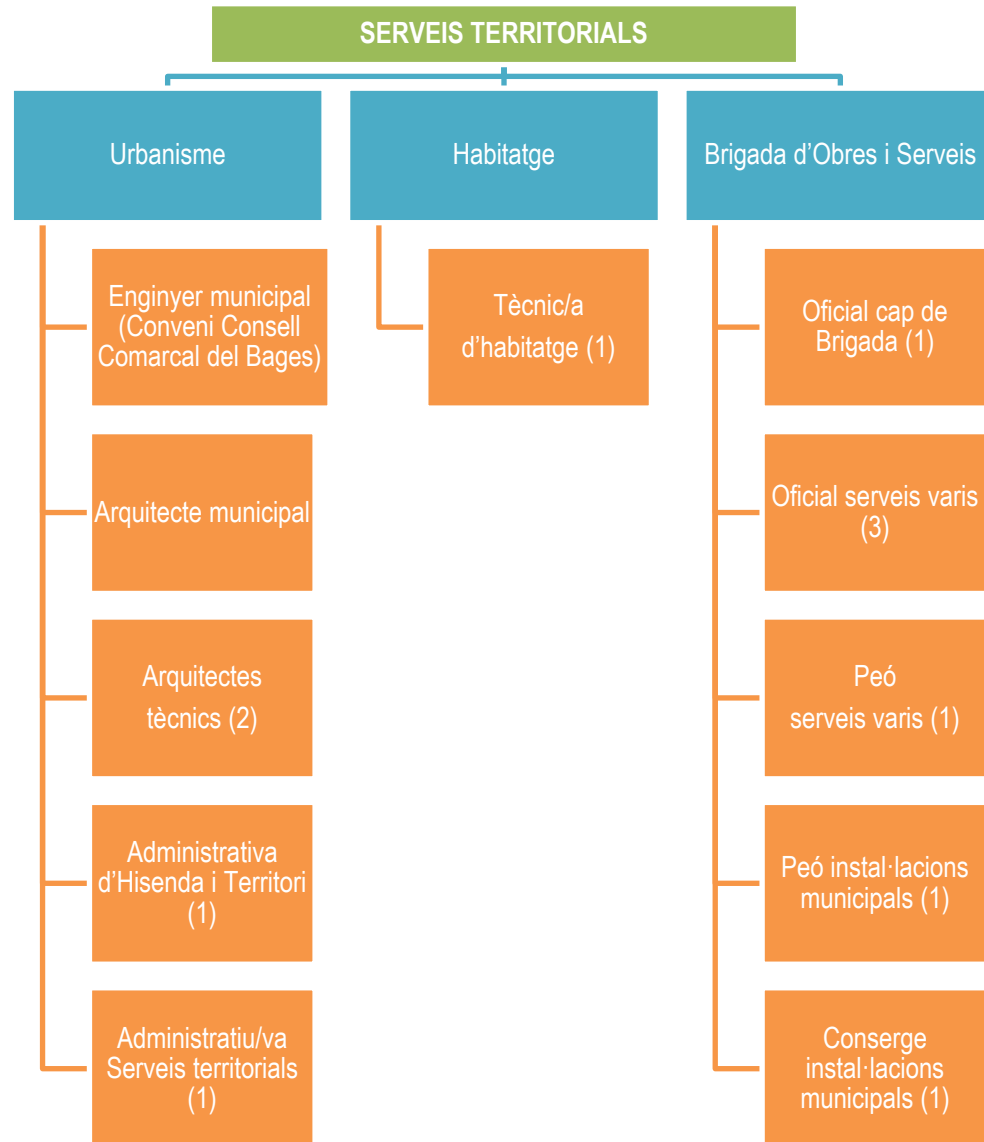 SERVEIS TERRITORIALS
Urbanisme
Enginyer municipal
(Conveni Consell
Comarcal del Bages)
Arquitecte municipal
Arquitectes
tècnics (2)
Administrativa
d’Hisenda i Territori
(1)
Administratiu/va
Serveis territorials
(1)
Habitatge
Tècnic/a
d’habitatge (1)
Brigada d’Obres i Serveis
Oficial cap de
Brigada (1)
Oficial serveis varis
(3)
Peó
serveis varis (1)
Peó instal·lacions
municipals (1)
Conserge
instal·lacions
municipals (1)